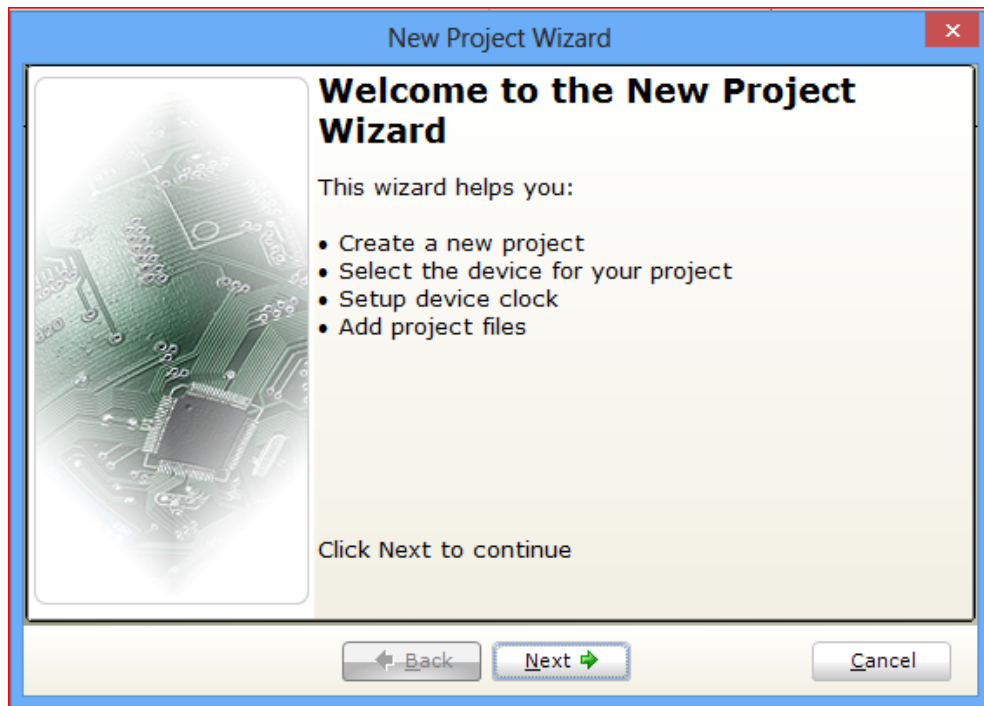 New Project Wizard
Welcome to the New Project
Wizard
This wizard helps you:
• Create a new project
• Select the device for your project
• Setup device clock
• Add project files
Click Next to continue
Back
Next
Cancel